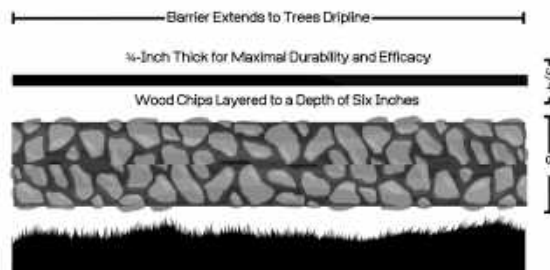 Barrier Extends to Trees Dripline
¾-Inch Thick for Maximal Durability and Efficacy
Wood Chips Layered to a Depth of Six Inches